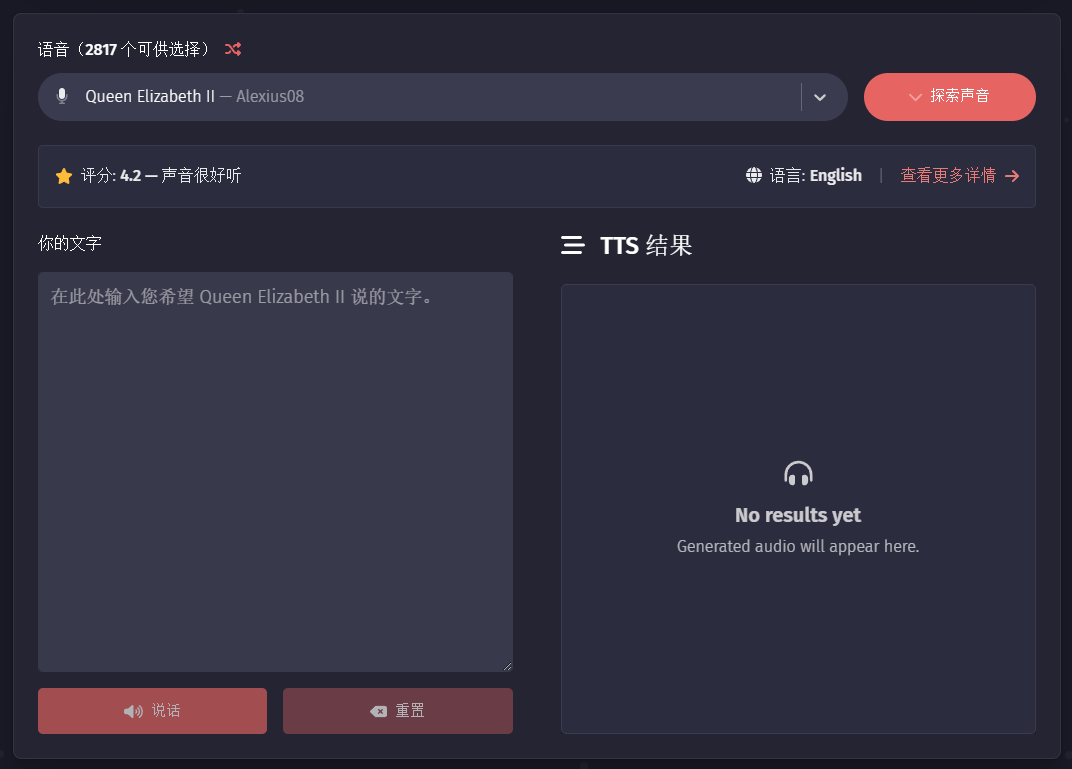 语音（2817 个可供选择）
Queen Elizabeth II — Alexius08
探索声音
评分: 4.2 — 声音很好听
语言: English | 查看更多详情
你的文字
TTS 结果
在此处输入您希望 Queen Elizabeth II 说的文字。
No results yet
Generated audio will appear here.
说话
重置